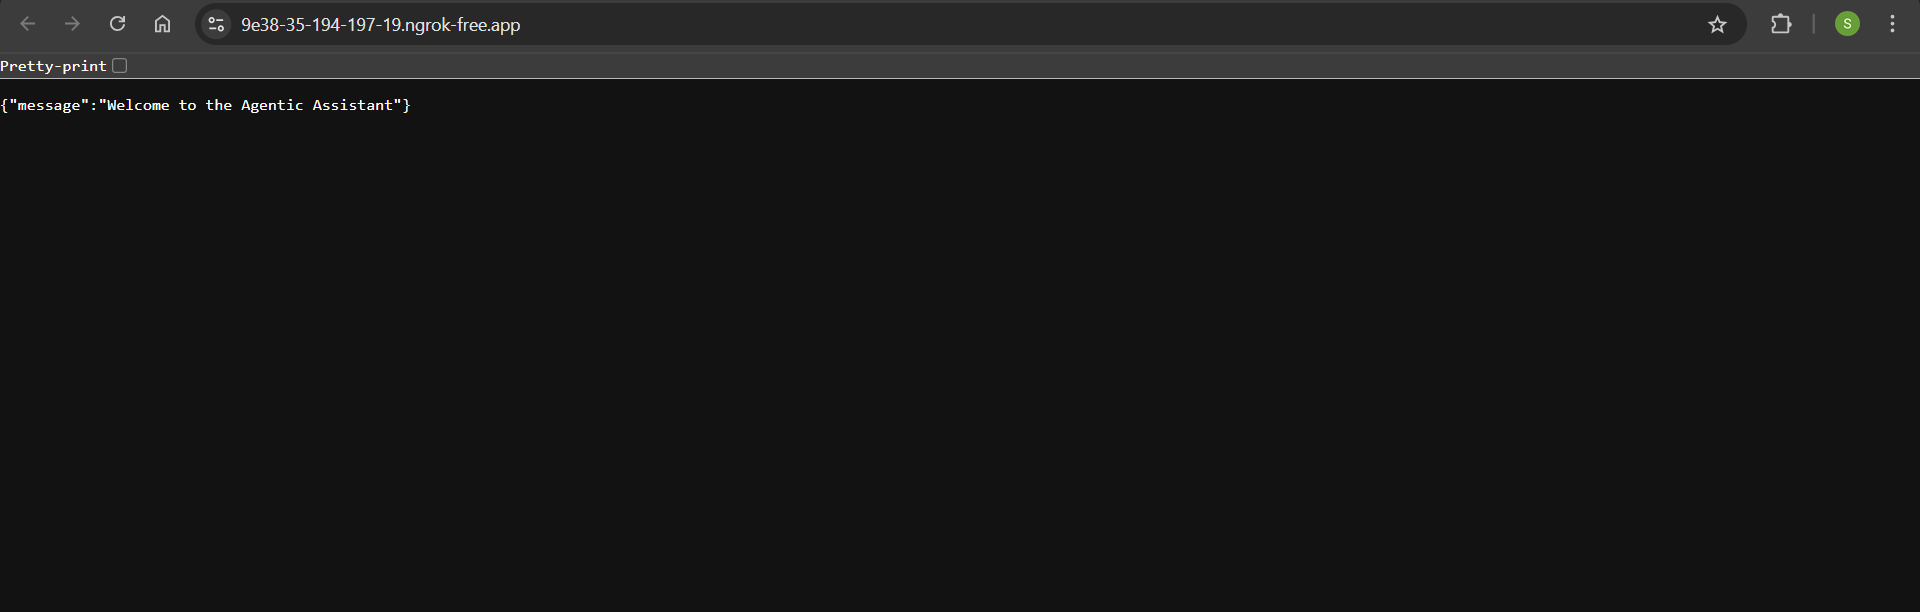 9e38-35-194-197-19.ngrok-free.app
S
Pretty-print
{"message":"Welcome to the Agentic Assistant"}